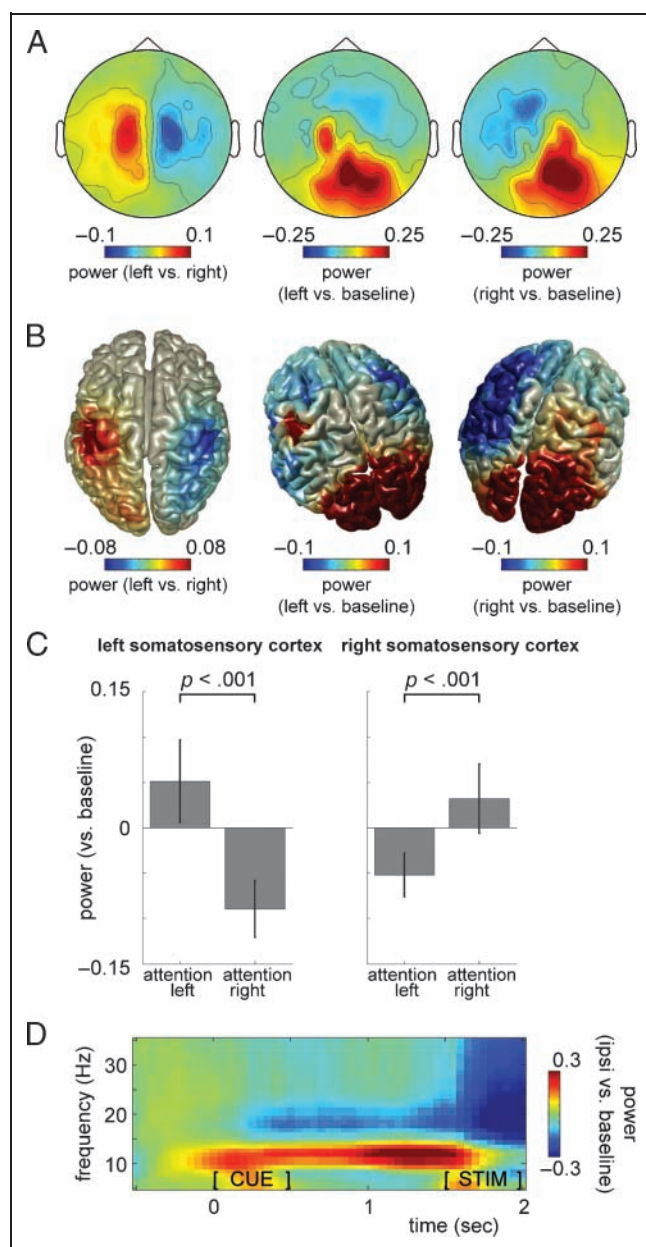 A
−0.1 0.1
power (left vs. right)
−0.25 0.25
power
(left vs. baseline)
−0.25 0.25
power
(right vs. baseline)
B
−0.08 0.08
power (left vs. right)
−0.1 0.1
power
(left vs. baseline)
−0.1 0.1
power
(right vs. baseline)
C
left somatosensory cortex right somatosensory cortex
p < .001 p < .001
0.15
0
−0.15
power (vs. baseline)
attention
left
attention
right
attention
left
attention
right
D
frequency (Hz)
30
20
10
[ CUE ] [ STIM ]
0 1 2
time (sec)
0.3
−0.3
power
(ipsi vs. baseline)